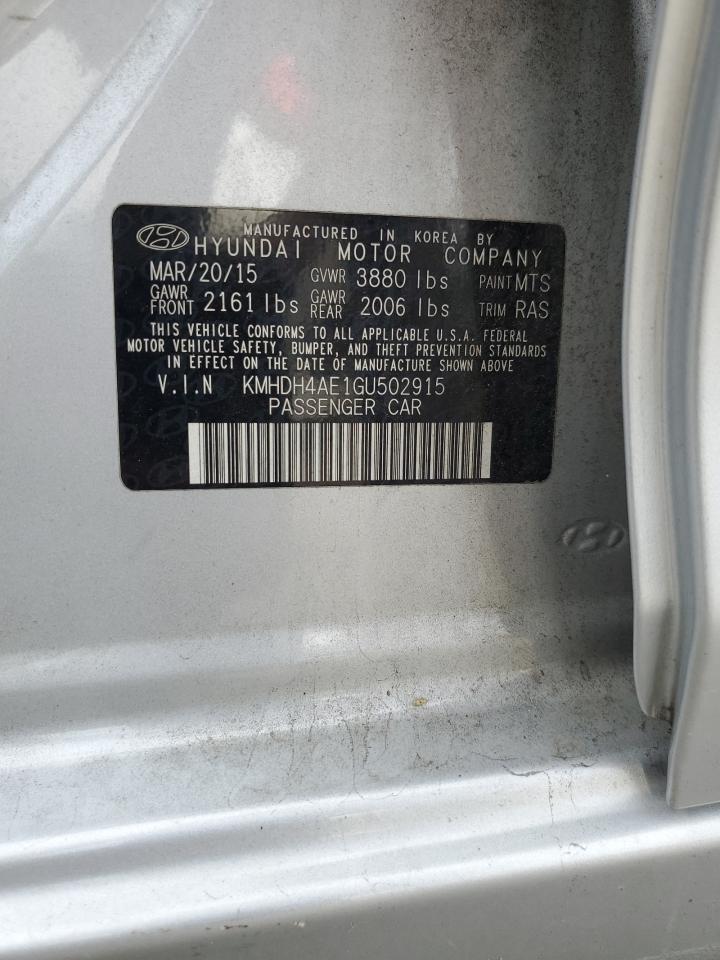 MANUFACTURED IN KOREA BY
HYUNDAI MOTOR COMPANY
MAR/20/15 GVWR 3880 lbs PAINT MTS
GAWR FRONT 2161 lbs GAWR REAR 2006 lbs TRIM RAS
THIS VEHICLE CONFORMS TO ALL APPLICABLE U.S.A. FEDERAL
MOTOR VEHICLE SAFETY, BUMPER, AND THEFT PREVENTION STANDARDS
IN EFFECT ON THE DATE OF MANUFACTURE SHOWN ABOVE
V.I.N KMHDH4AE1GU502915
PASSENGER CAR